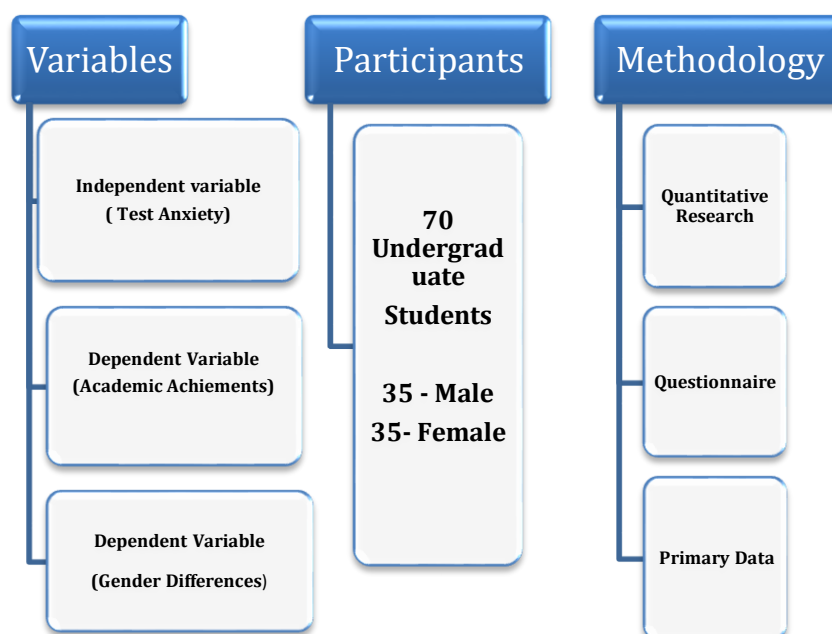 Variables
Independent variable
( Test Anxiety)
Dependent Variable
(Academic Achiements)
Dependent Variable
(Gender Differences)
Participants
70
Undergrad
uate
Students
35 - Male
35- Female
Methodology
Quantitative
Research
Questionnaire
Primary Data